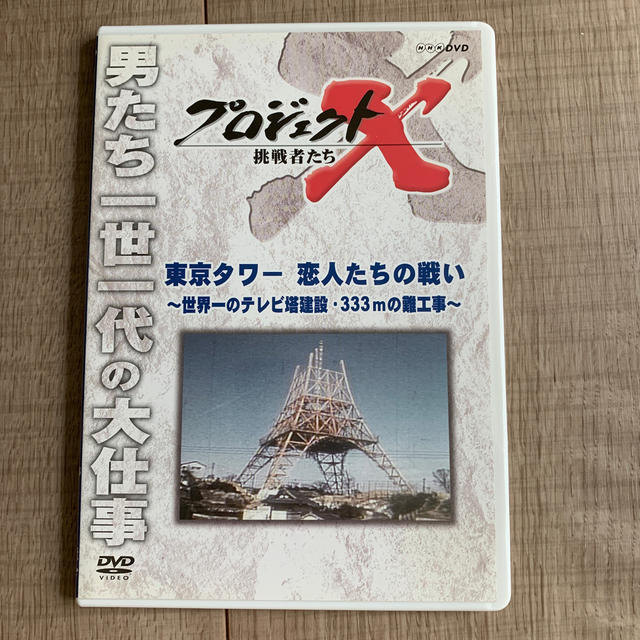 NHK DVD
プロジェクトX
挑戦者たち
男たち 一世一代の大仕事
東京タワー 恋人たちの戦い
～世界一のテレビ塔建設・333mの難工事～
DVD
VIDEO